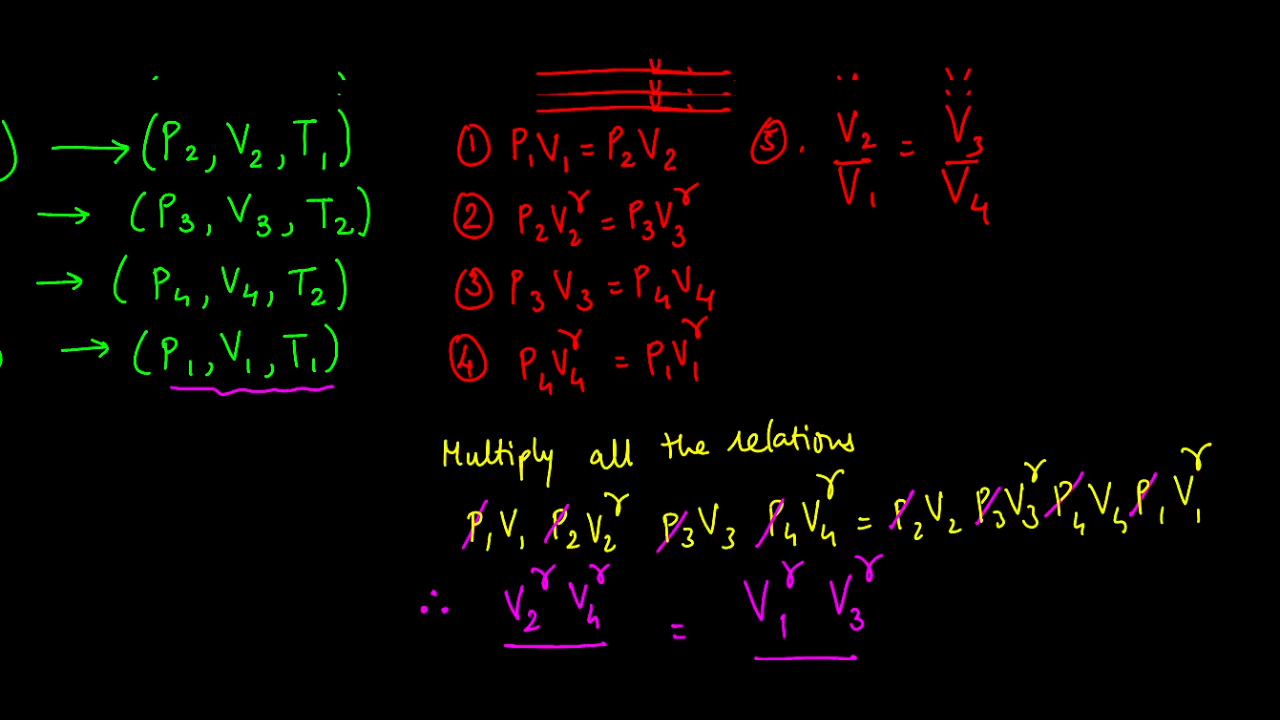 ) → (P₂, V₂, T₁)
→ (P₃, V₃, T₂)
→ (P₄, V₄, T₂)
) → (P₁, V₁, T₁)
① P₁V₁ = P₂V₂
② P₂V₂^γ = P₃V₃^γ
③ P₃V₃ = P₄V₄
④ P₄V₄^γ = P₁V₁^γ
⑤. V₂/V₁ = V₃/V₄
Multiply all the relations
P₁V₁ P₂V₂^γ P₃V₃ P₄V₄^γ = P₂V₂ P₃V₃^γ P₄V₄ P₁V₁^γ
∴ V₂^γ V₄^γ = V₁^γ V₃^γ